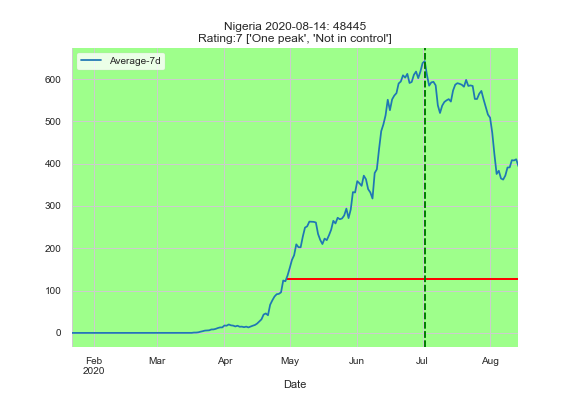 Nigeria 2020-08-14: 48445
Rating:7 ['One peak', 'Not in control']
Average-7d
600
500
400
300
200
100
0
Feb
2020
Mar
Apr
May
Jun
Jul
Aug
Date